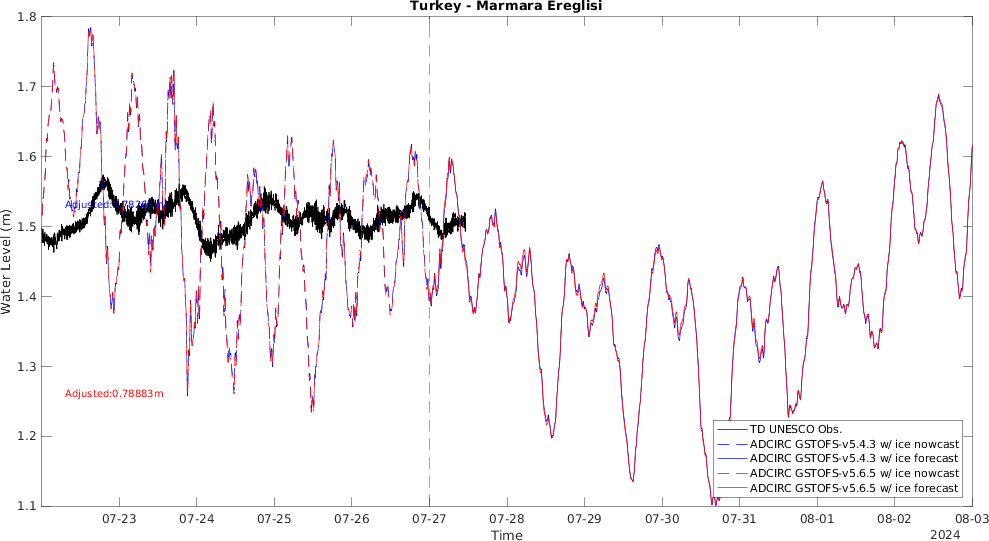 Turkey - Marmara Ereglisi
Water Level (m)
1.8
1.7
1.6
1.5
1.4
1.3
1.2
1.1
Adjusted:
Adjusted:0.78883m
TD UNESCO Obs.
ADCIRC GSTOFS-v5.4.3 w/ ice nowcast
ADCIRC GSTOFS-v5.4.3 w/ ice forecast
ADCIRC GSTOFS-v5.6.5 w/ ice nowcast
ADCIRC GSTOFS-v5.6.5 w/ ice forecast
07-23 07-24 07-25 07-26 07-27 07-28 07-29 07-30 07-31 08-01 08-02 08-03
Time
2024